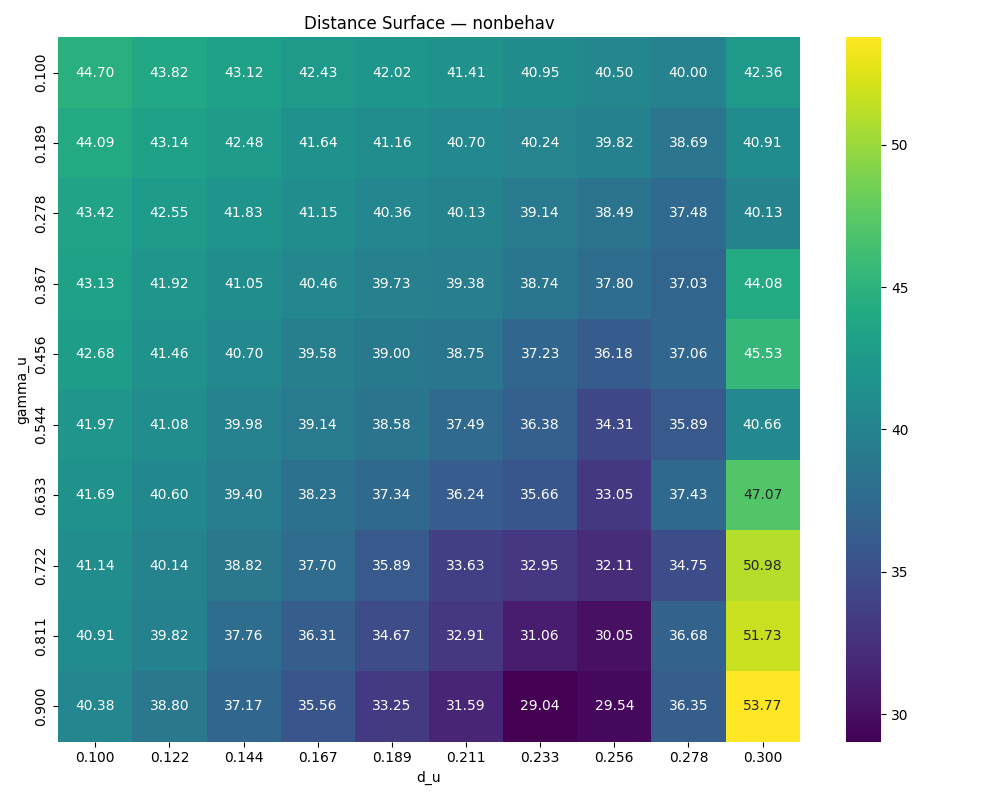 Distance Surface — nonbehav
0.100 44.70 43.82 43.12 42.43 42.02 41.41 40.95 40.50 40.00 42.36
0.189 44.09 43.14 42.48 41.64 41.16 40.70 40.24 39.82 38.69 40.91
0.278 43.42 42.55 41.83 41.15 40.36 40.13 39.14 38.49 37.48 40.13
0.367 43.13 41.92 41.05 40.46 39.73 39.38 38.74 37.80 37.03 44.08
0.456 42.68 41.46 40.70 39.58 39.00 38.75 37.23 36.18 37.06 45.53
0.544 41.97 41.08 39.98 39.14 38.58 37.49 36.38 34.31 35.89 40.66
0.633 41.69 40.60 39.40 38.23 37.34 36.24 35.66 33.05 37.43 47.07
0.722 41.14 40.14 38.82 37.70 35.89 33.63 32.95 32.11 34.75 50.98
0.811 40.91 39.82 37.76 36.31 34.67 32.91 31.06 30.05 36.68 51.73
0.900 40.38 38.80 37.17 35.56 33.25 31.59 29.04 29.54 36.35 53.77
0.100 0.122 0.144 0.167 0.189 0.211 0.233 0.256 0.278 0.300
d_u
gamma_u
50
45
40
35
30